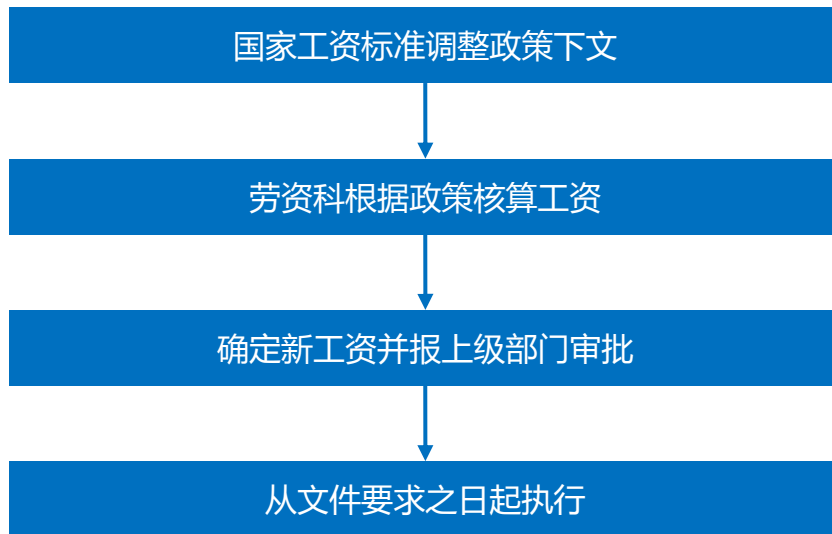 国家工资标准调整政策下文
劳资科根据政策核算工资
确定新工资并报上级部门审批
从文件要求之日起执行